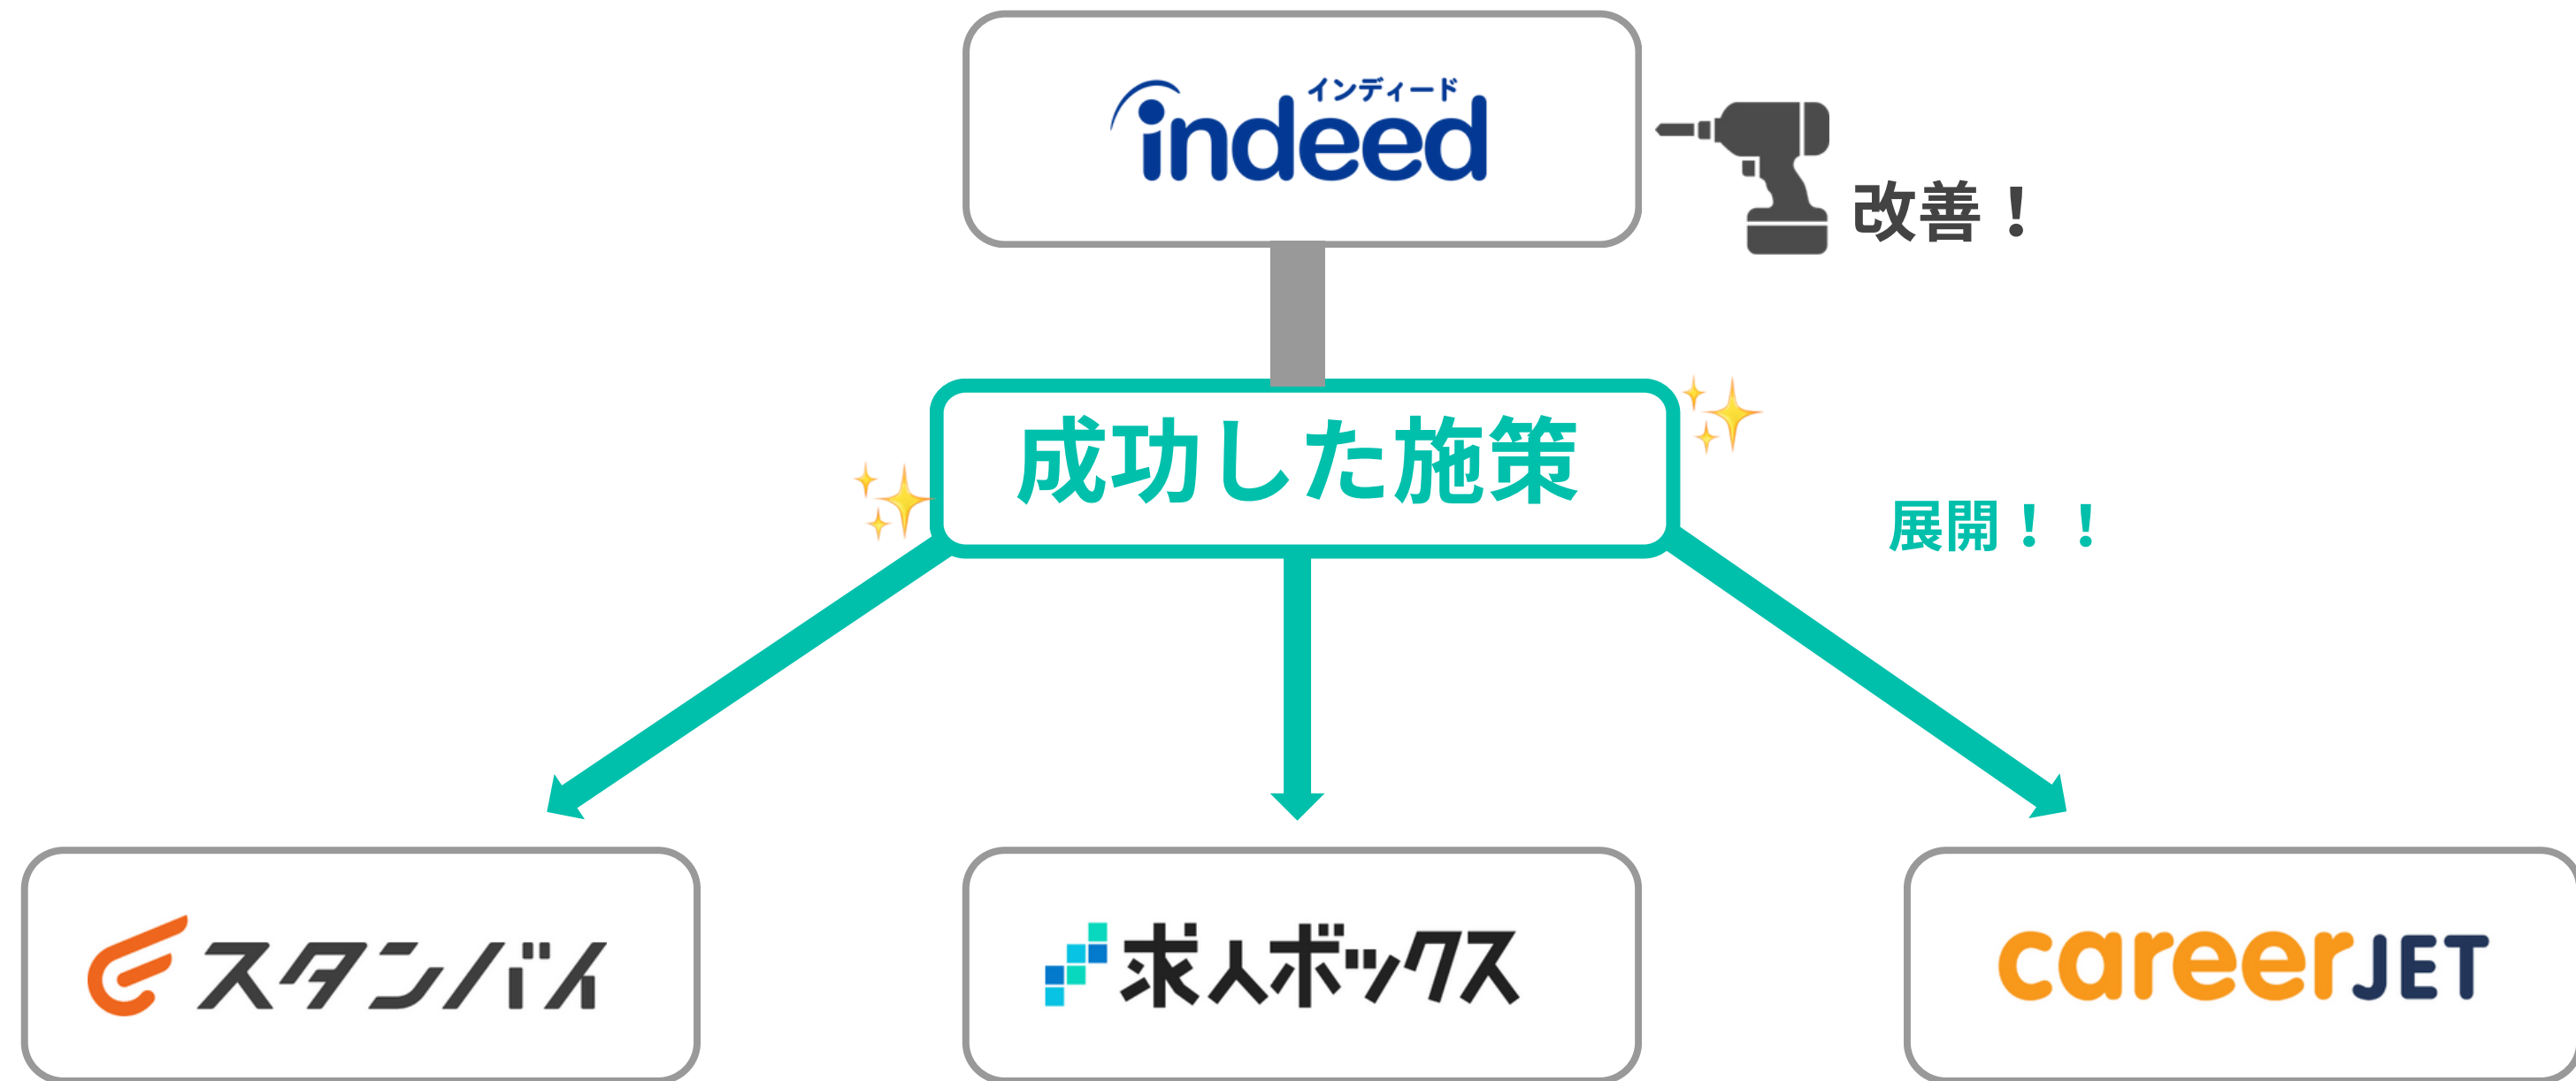 インディード
indeed
改善！
成功した施策
展開！！
スタンバイ
求人ボックス
careerJET